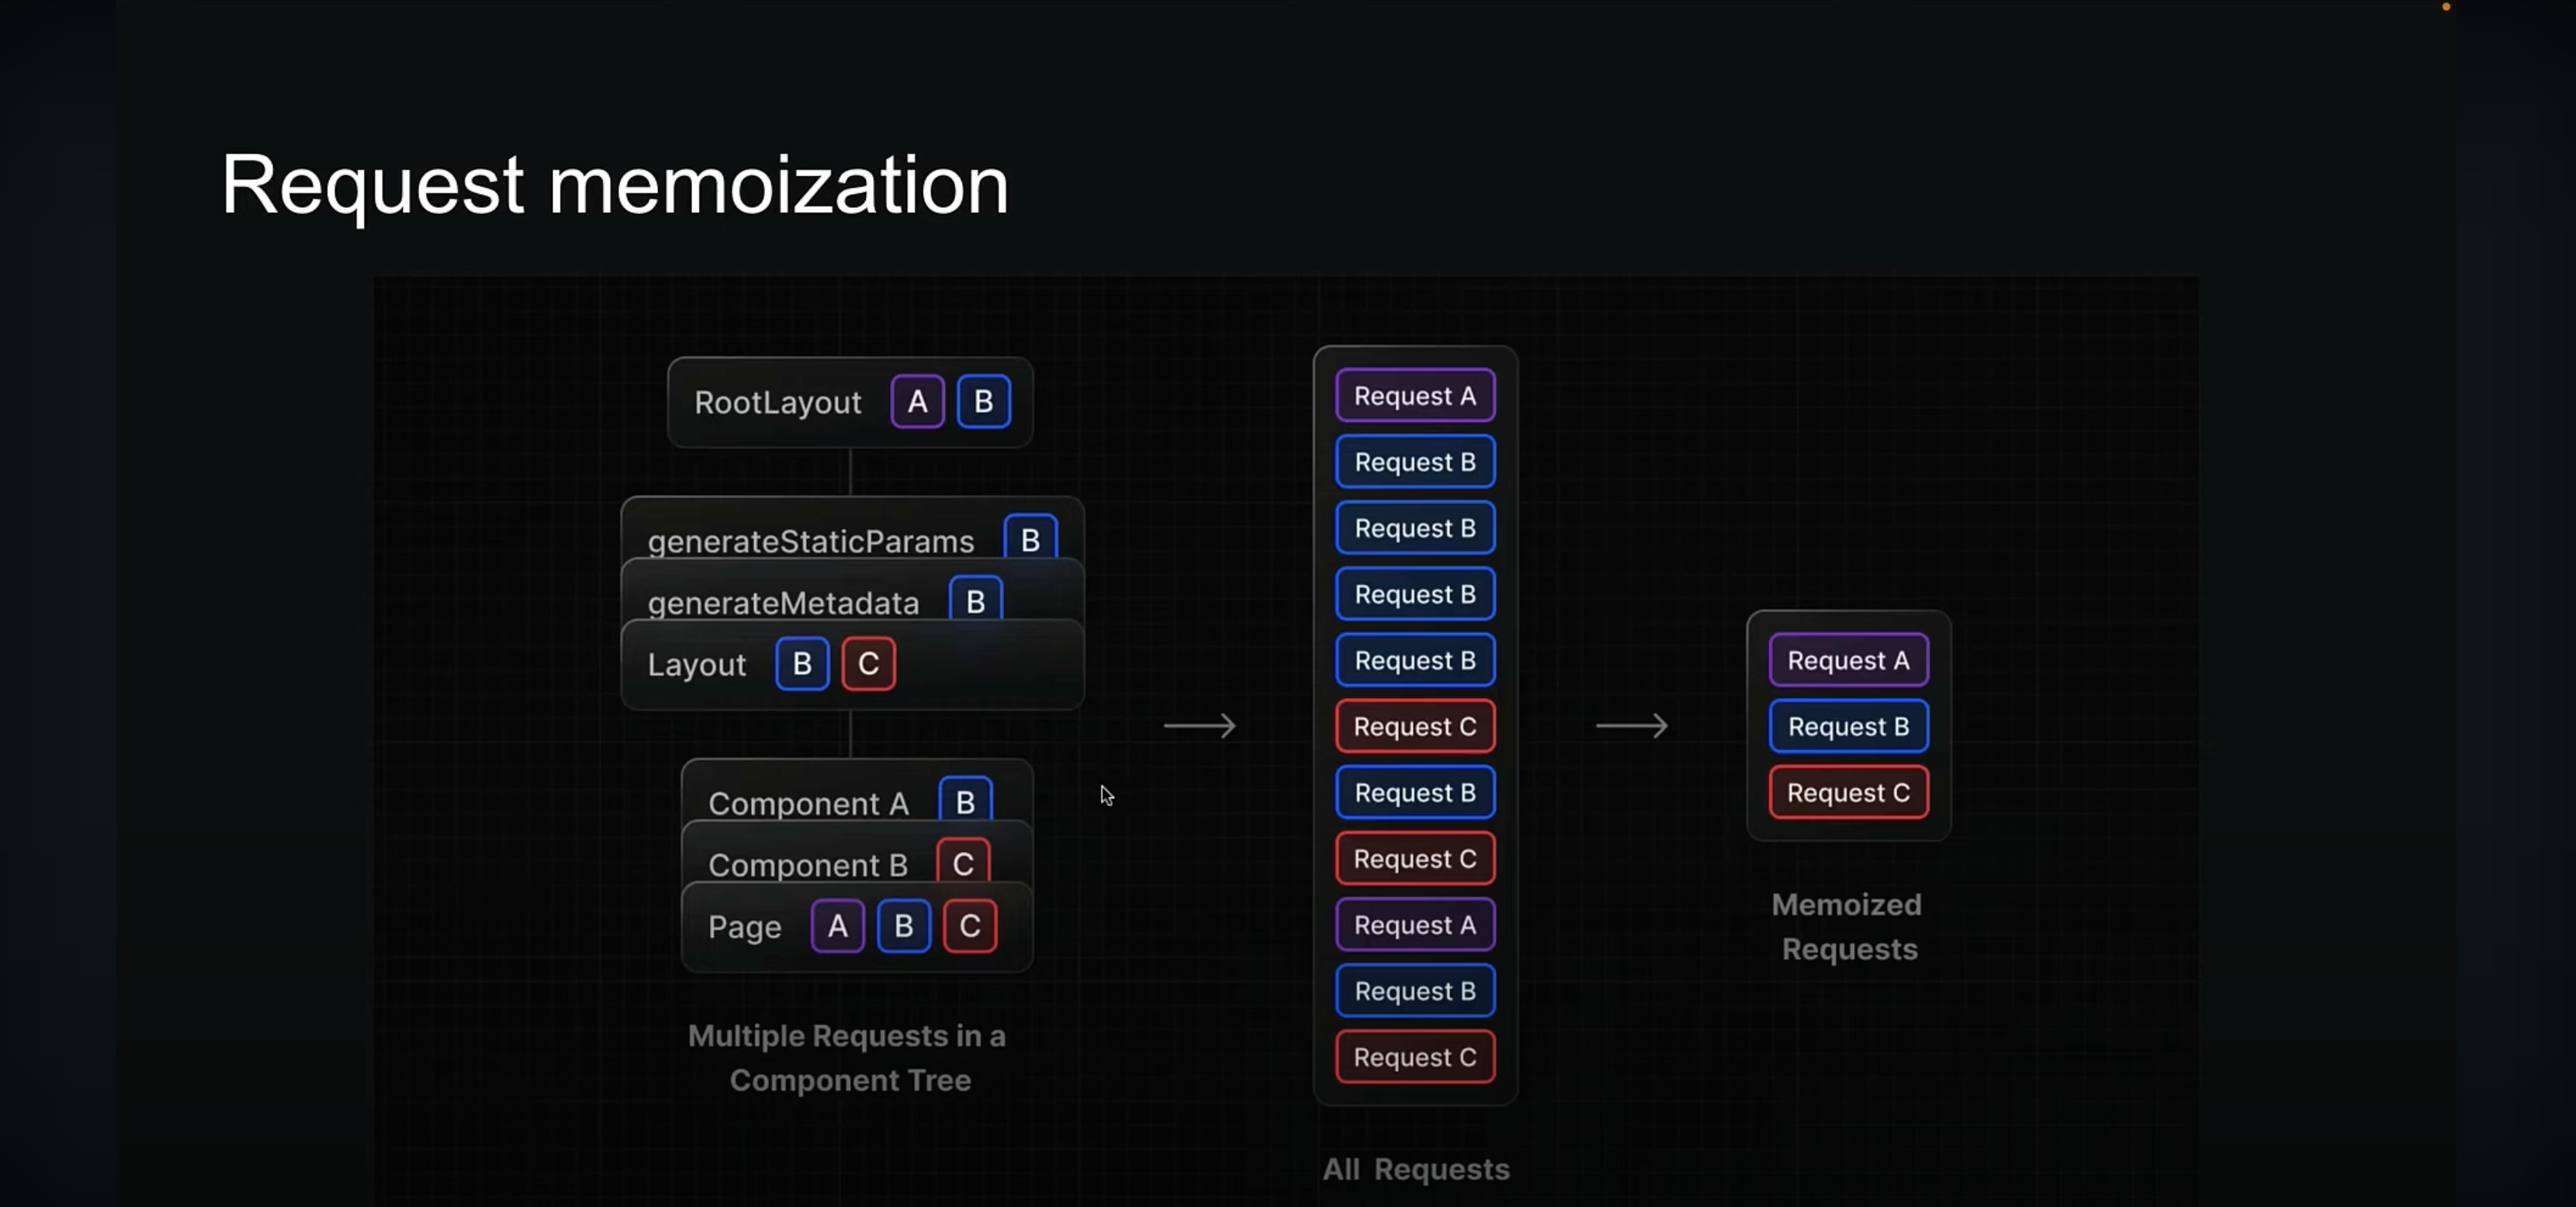 Request memoization
RootLayout A B
generateStaticParams B
generateMetadata B
Layout B C
Component A B
Component B C
Page A B C
Multiple Requests in a
Component Tree
Request A
Request B
Request B
Request B
Request B
Request C
Request B
Request C
Request A
Request B
Request C
All Requests
Request A
Request B
Request C
Memoized
Requests